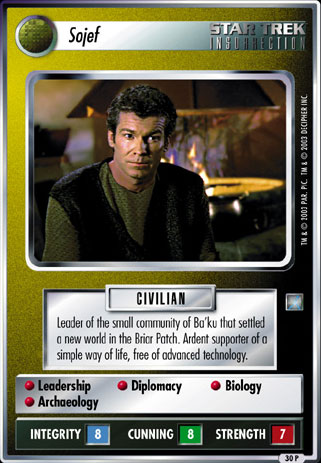 Sojef
STAR TREK
INSURRECTION
TM & © 2003 PAR. PIC. TM & © 2003 DECIPHER INC.
CIVILIAN
Leader of the small community of Ba'ku that settled
a new world in the Briar Patch. Ardent supporter of a
simple way of life, free of advanced technology.
Leadership Diplomacy Biology
Archaeology
INTEGRITY 8 CUNNING 8 STRENGTH 7
30 P